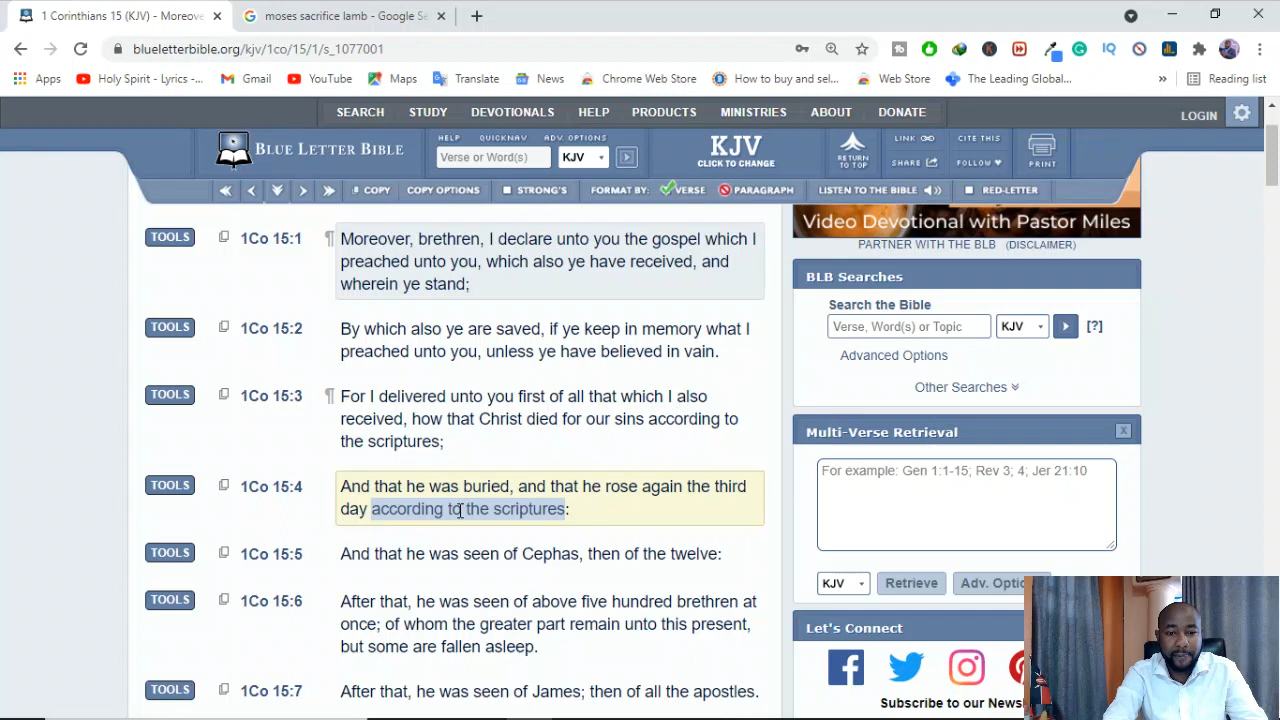 1 Corinthians 15 (KJV) - Moreove
moses sacrifice lamb - Google Se
blueletterbible.org/kjv/1co/15/1/s_1077001
Apps
Holy Spirit - Lyrics -...
Gmail
YouTube
Maps
Translate
News
Chrome Web Store
How to buy and sel...
Web Store
The Leading Global...
Reading list
SEARCH
STUDY
DEVOTIONALS
HELP
PRODUCTS
MINISTRIES
ABOUT
DONATE
LOGIN
BLUE LETTER BIBLE
HELP
QUICKNAV
ADV. OPTIONS
Verse or Word(s)
KJV
KJV
CLICK TO CHANGE
RETURN
TO TOP
LINK
CITE THIS
SHARE
FOLLOW
PRINT
COPY
COPY OPTIONS
STRONG'S
FORMAT BY:
VERSE
PARAGRAPH
LISTEN TO THE BIBLE
RED-LETTER
TOOLS
1Co 15:1
¶ Moreover, brethren, I declare unto you the gospel which I
preached unto you, which also ye have received, and
wherein ye stand;
TOOLS
1Co 15:2
By which also ye are saved, if ye keep in memory what I
preached unto you, unless ye have believed in vain.
TOOLS
1Co 15:3
¶ For I delivered unto you first of all that which I also
received, how that Christ died for our sins according to
the scriptures;
TOOLS
1Co 15:4
And that he was buried, and that he rose again the third
day according to the scriptures:
TOOLS
1Co 15:5
And that he was seen of Cephas, then of the twelve:
TOOLS
1Co 15:6
After that, he was seen of above five hundred brethren at
once; of whom the greater part remain unto this present,
but some are fallen asleep.
TOOLS
1Co 15:7
After that, he was seen of James; then of all the apostles.
Video Devotional with Pastor Miles
PARTNER WITH THE BLB (DISCLAIMER)
BLB Searches
Search the Bible
Verse, Word(s) or Topic
KJV
[?]
Advanced Options
Other Searches
Multi-Verse Retrieval
X
For example: Gen 1:1-15; Rev 3; 4; Jer 21:10
KJV
Retrieve
Adv. Optio
Let's Connect
Subscribe to our News